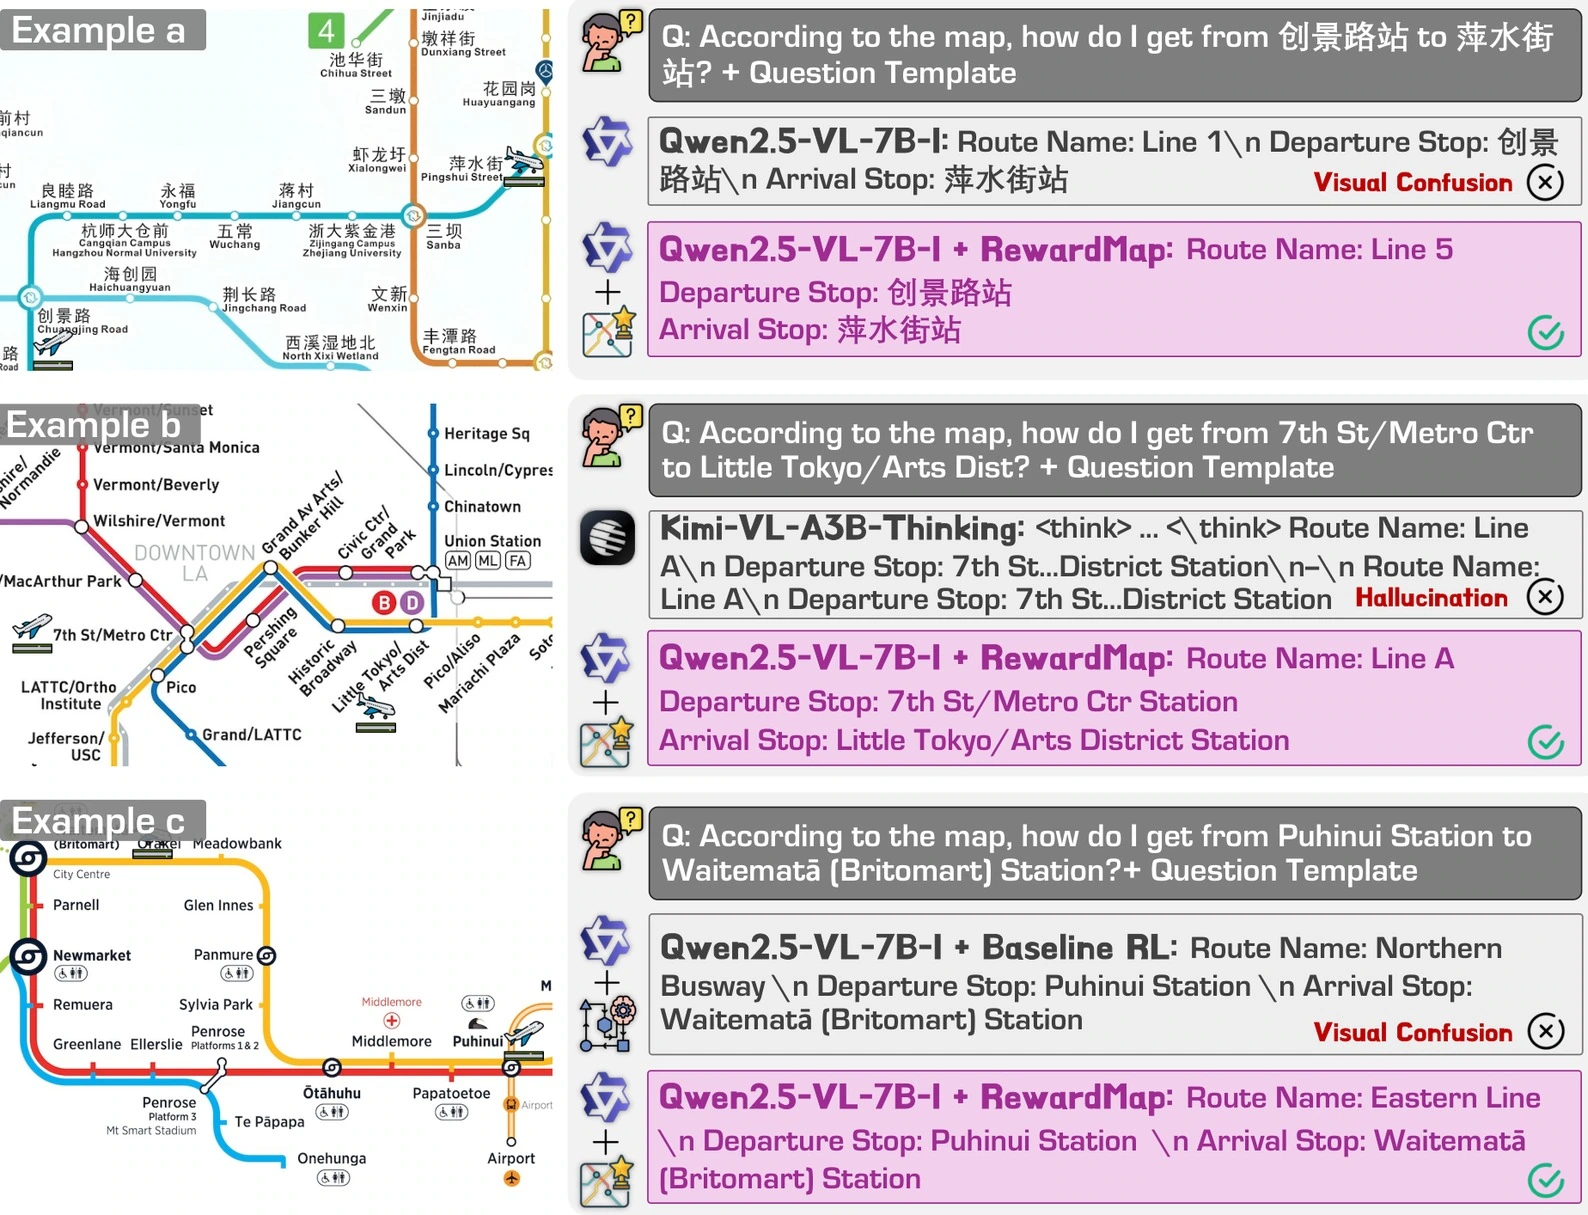 Example a
4
Jinjiadu
墩祥街
Dunxiang Street
池华街
Chihua Street
花园岗
Huayuangang
三墩
Sandun
前村
qiancun
虾龙圩
Xialongwei
萍水街
Pingshui Street
村
cun
良睦路
Liangmu Road
永福
Yongfu
蒋村
Jiangcun
杭师大仓前
Cangqian Campus
Hangzhou Normal University
五常
Wuchang
浙大紫金港
Zijingang Campus
Zhejiang University
三坝
Sanba
海创园
Haichuangyuan
荆长路
Jingchang Road
文新
Wenxin
创景路
Chuangjing Road
西溪湿地北
North Xixi Wetland
丰潭路
Fengtan Road
路
Road
Q: According to the map, how do I get from 创景路站 to 萍水街
站? + Question Template
Qwen2.5-VL-7B-I: Route Name: Line 1\n Departure Stop: 创景
路站\n Arrival Stop: 萍水街站
Visual Confusion
Qwen2.5-VL-7B-I + RewardMap: Route Name: Line 5
Departure Stop: 创景路站
Arrival Stop: 萍水街站
Example b
Vermont/Sunset
Vermont/Santa Monica
shire/
Normandie
Vermont/Beverly
Wilshire/Vermont
DOWNTOWN
LA
Grand Av Arts/
Bunker Hill
Civic Ctr/
Grand
Park
Heritage Sq
Lincoln/Cypres
Chinatown
Union Station
AM ML FA
/MacArthur Park
B D
7th St/Metro Ctr
Pershing
Square
Historic
Broadway
Little Tokyo/
Arts Dist
Pico/Aliso
Mariachi Plaza
Soto
LATTC/Ortho
Institute
Pico
Jefferson/
USC
Grand/LATTC
Q: According to the map, how do I get from 7th St/Metro Ctr
to Little Tokyo/Arts Dist? + Question Template
Kimi-VL-A3B-Thinking: <think> ... <\think> Route Name: Line
A\n Departure Stop: 7th St...District Station\n–\n Route Name:
Line A\n Departure Stop: 7th St...District Station
Hallucination
Qwen2.5-VL-7B-I + RewardMap: Route Name: Line A
Departure Stop: 7th St/Metro Ctr Station
Arrival Stop: Little Tokyo/Arts District Station
Example c
(Britomart)
City Centre
Orakei
Meadowbank
Parnell
Glen Innes
Newmarket
Panmure
Remuera
Sylvia Park
Greenlane
Ellerslie
Penrose
Platforms 1 & 2
Middlemore
Middlemore
M
Puhinui
Penrose
Platform 3
Mt Smart Stadium
Te Pāpapa
Ōtāhuhu
Papatoetoe
Airport
Onehunga
Airport
Q: According to the map, how do I get from Puhinui Station to
Waitematā (Britomart) Station?+ Question Template
Qwen2.5-VL-7B-I + Baseline RL: Route Name: Northern
Busway \n Departure Stop: Puhinui Station \n Arrival Stop:
Waitematā (Britomart) Station
Visual Confusion
Qwen2.5-VL-7B-I + RewardMap: Route Name: Eastern Line
\n Departure Stop: Puhinui Station \n Arrival Stop: Waitematā
(Britomart) Station